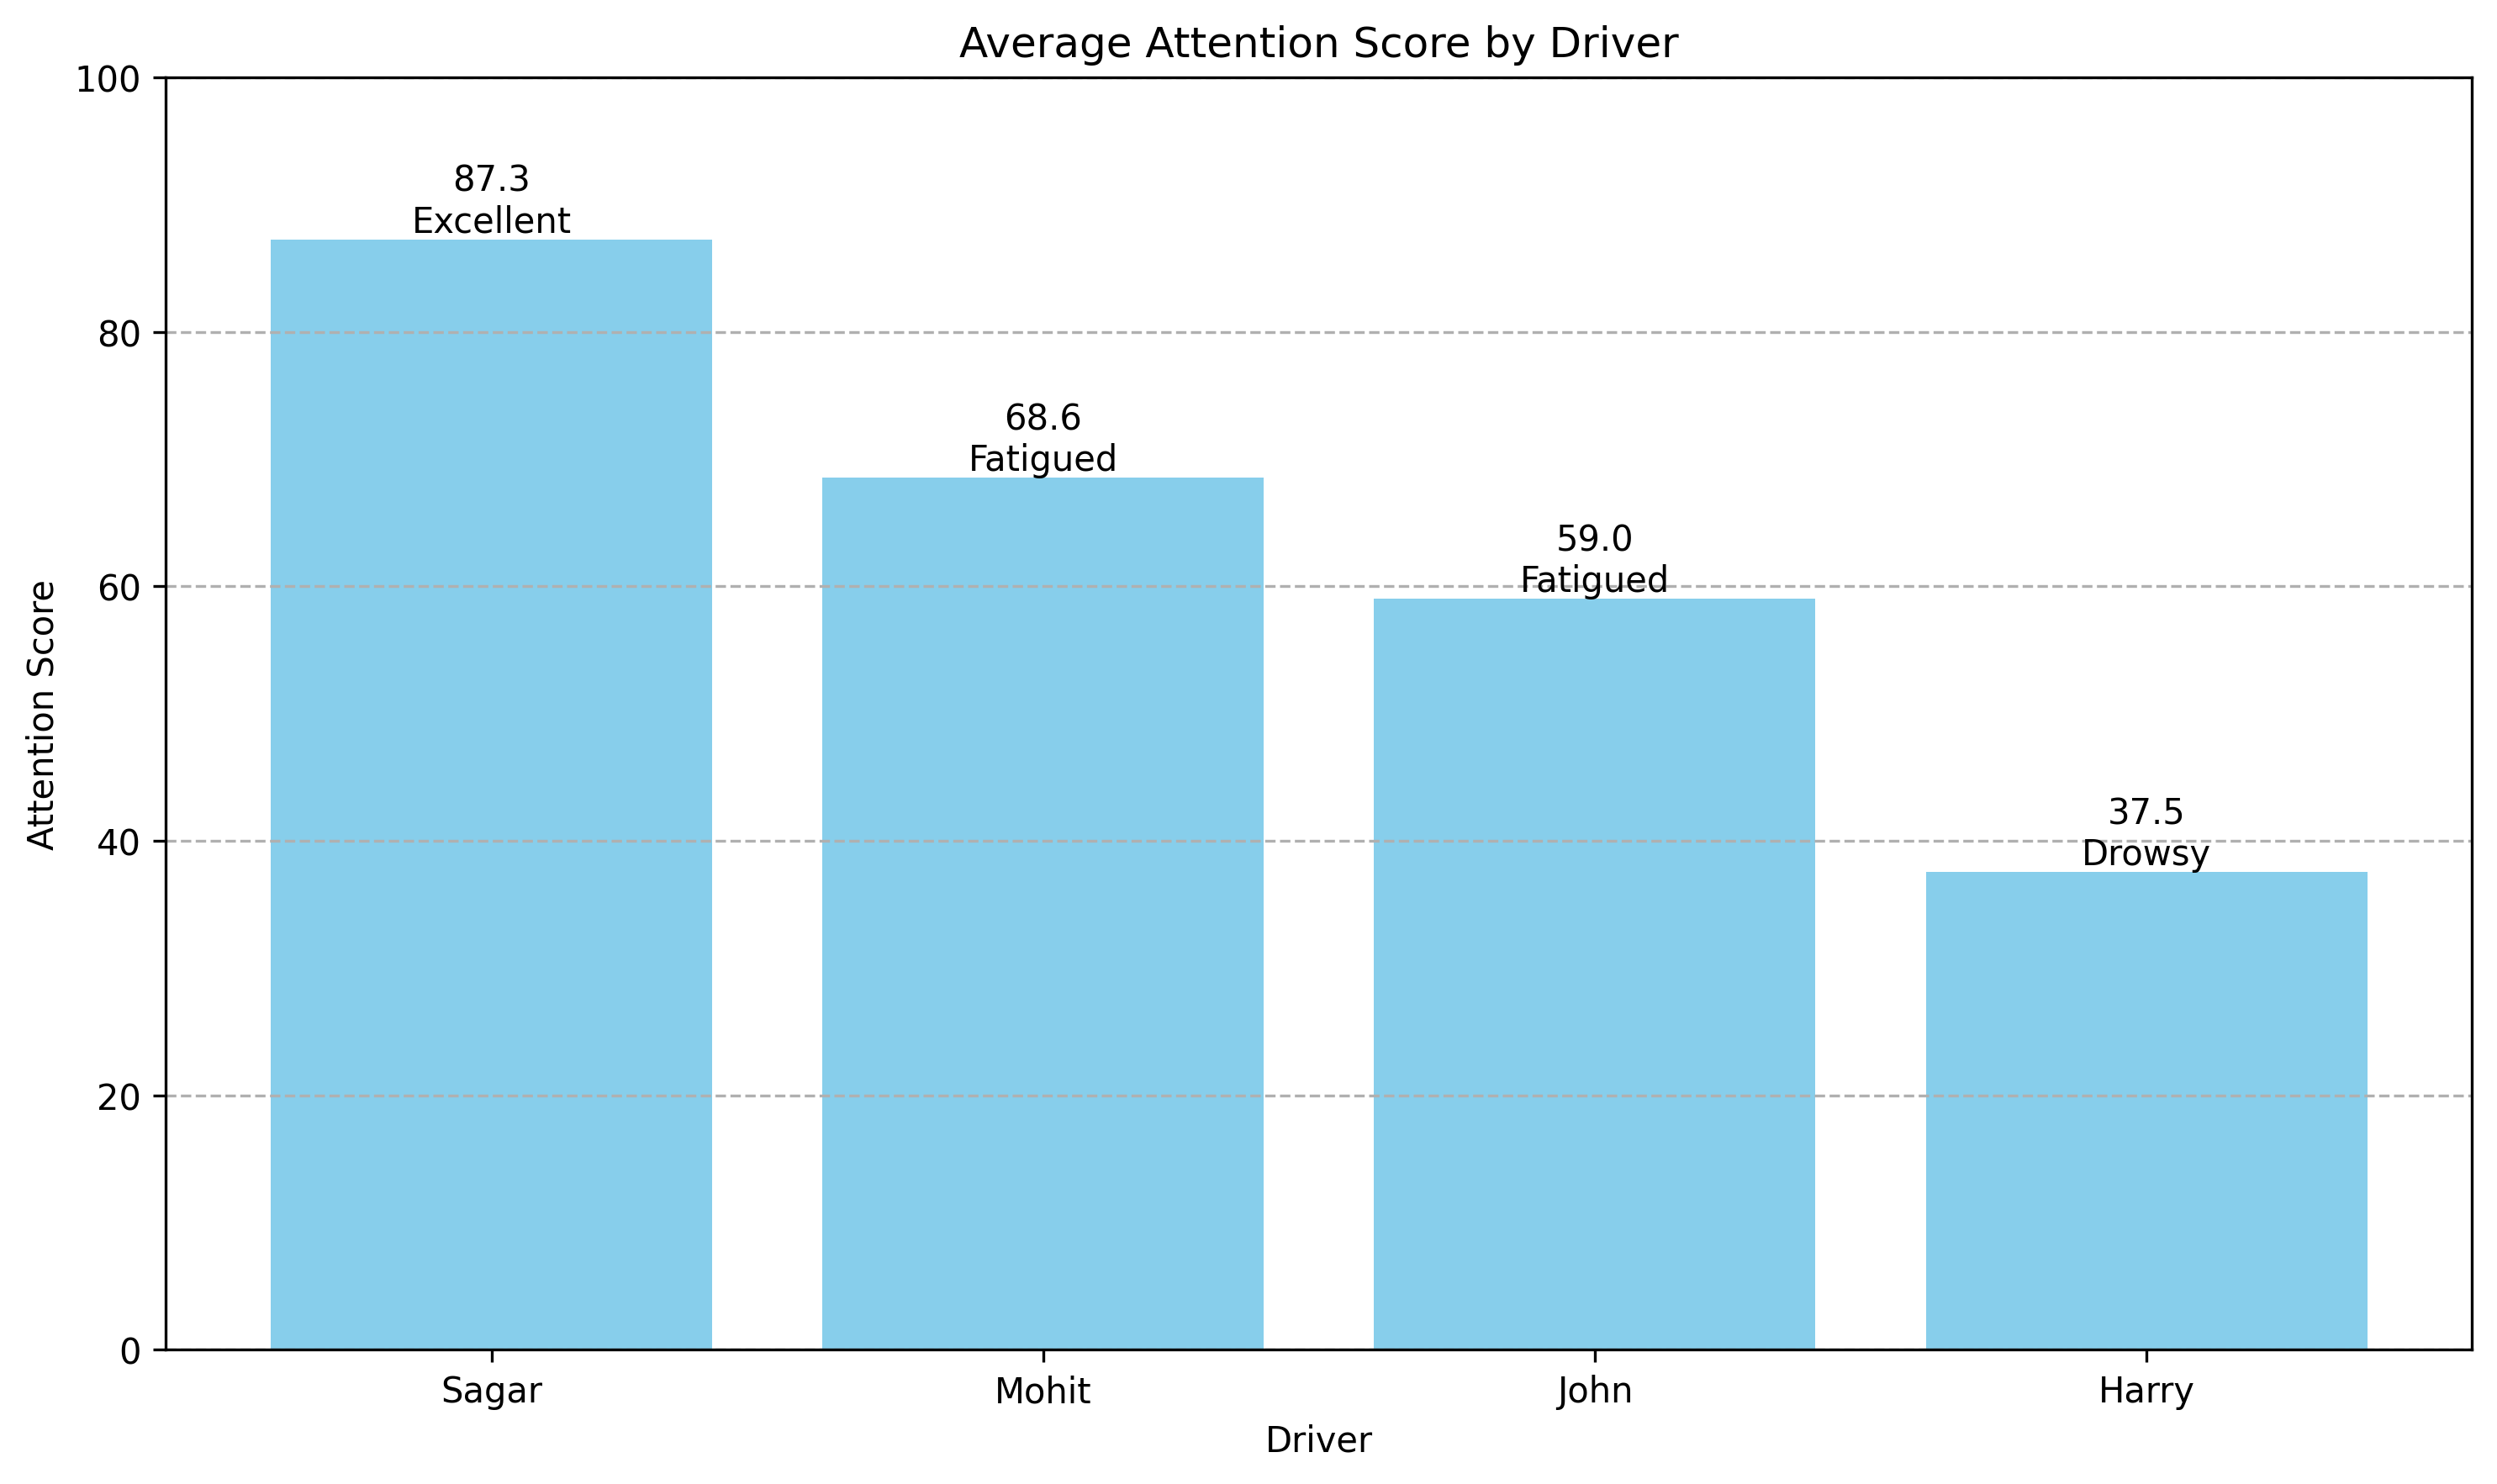 Average Attention Score by Driver
100
80
60
40
20
0
Attention Score
87.3
Excellent
68.6
Fatigued
59.0
Fatigued
37.5
Drowsy
Sagar
Mohit
John
Harry
Driver